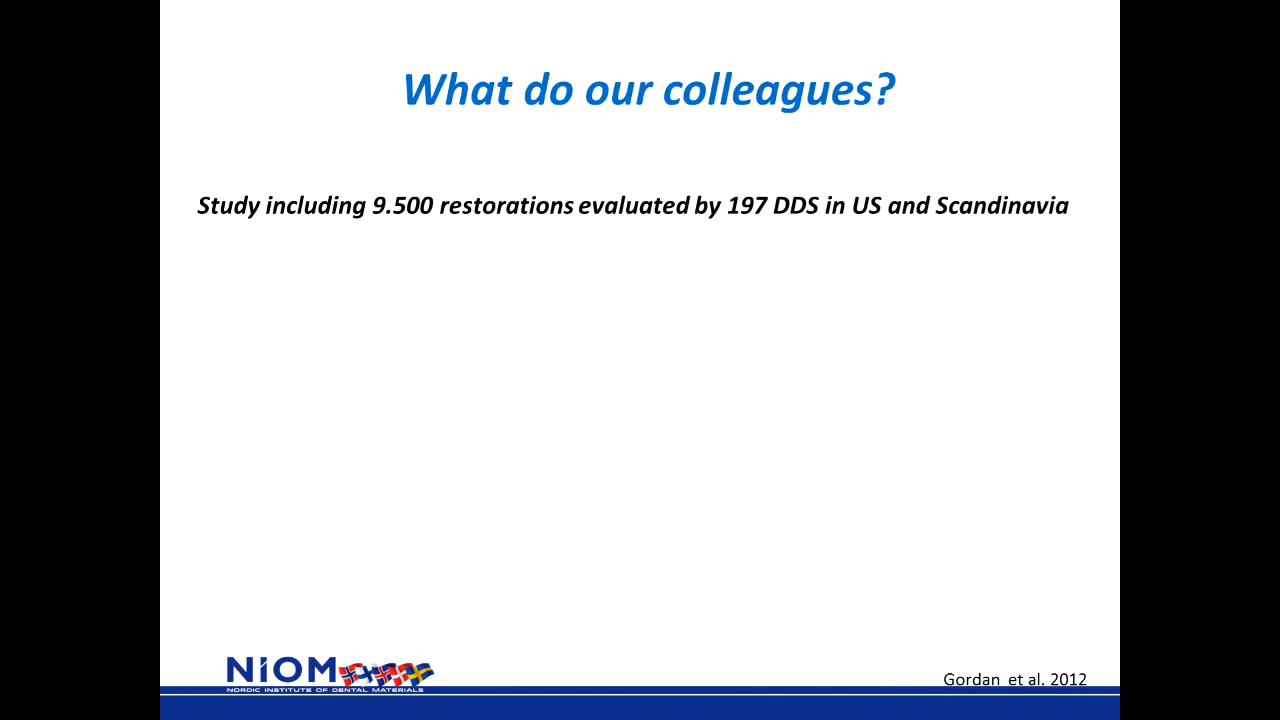 What do our colleagues?
Study including 9.500 restorations evaluated by 197 DDS in US and Scandinavia
NIOM
NORDIC INSTITUTE OF DENTAL MATERIALS
Gordan et al. 2012